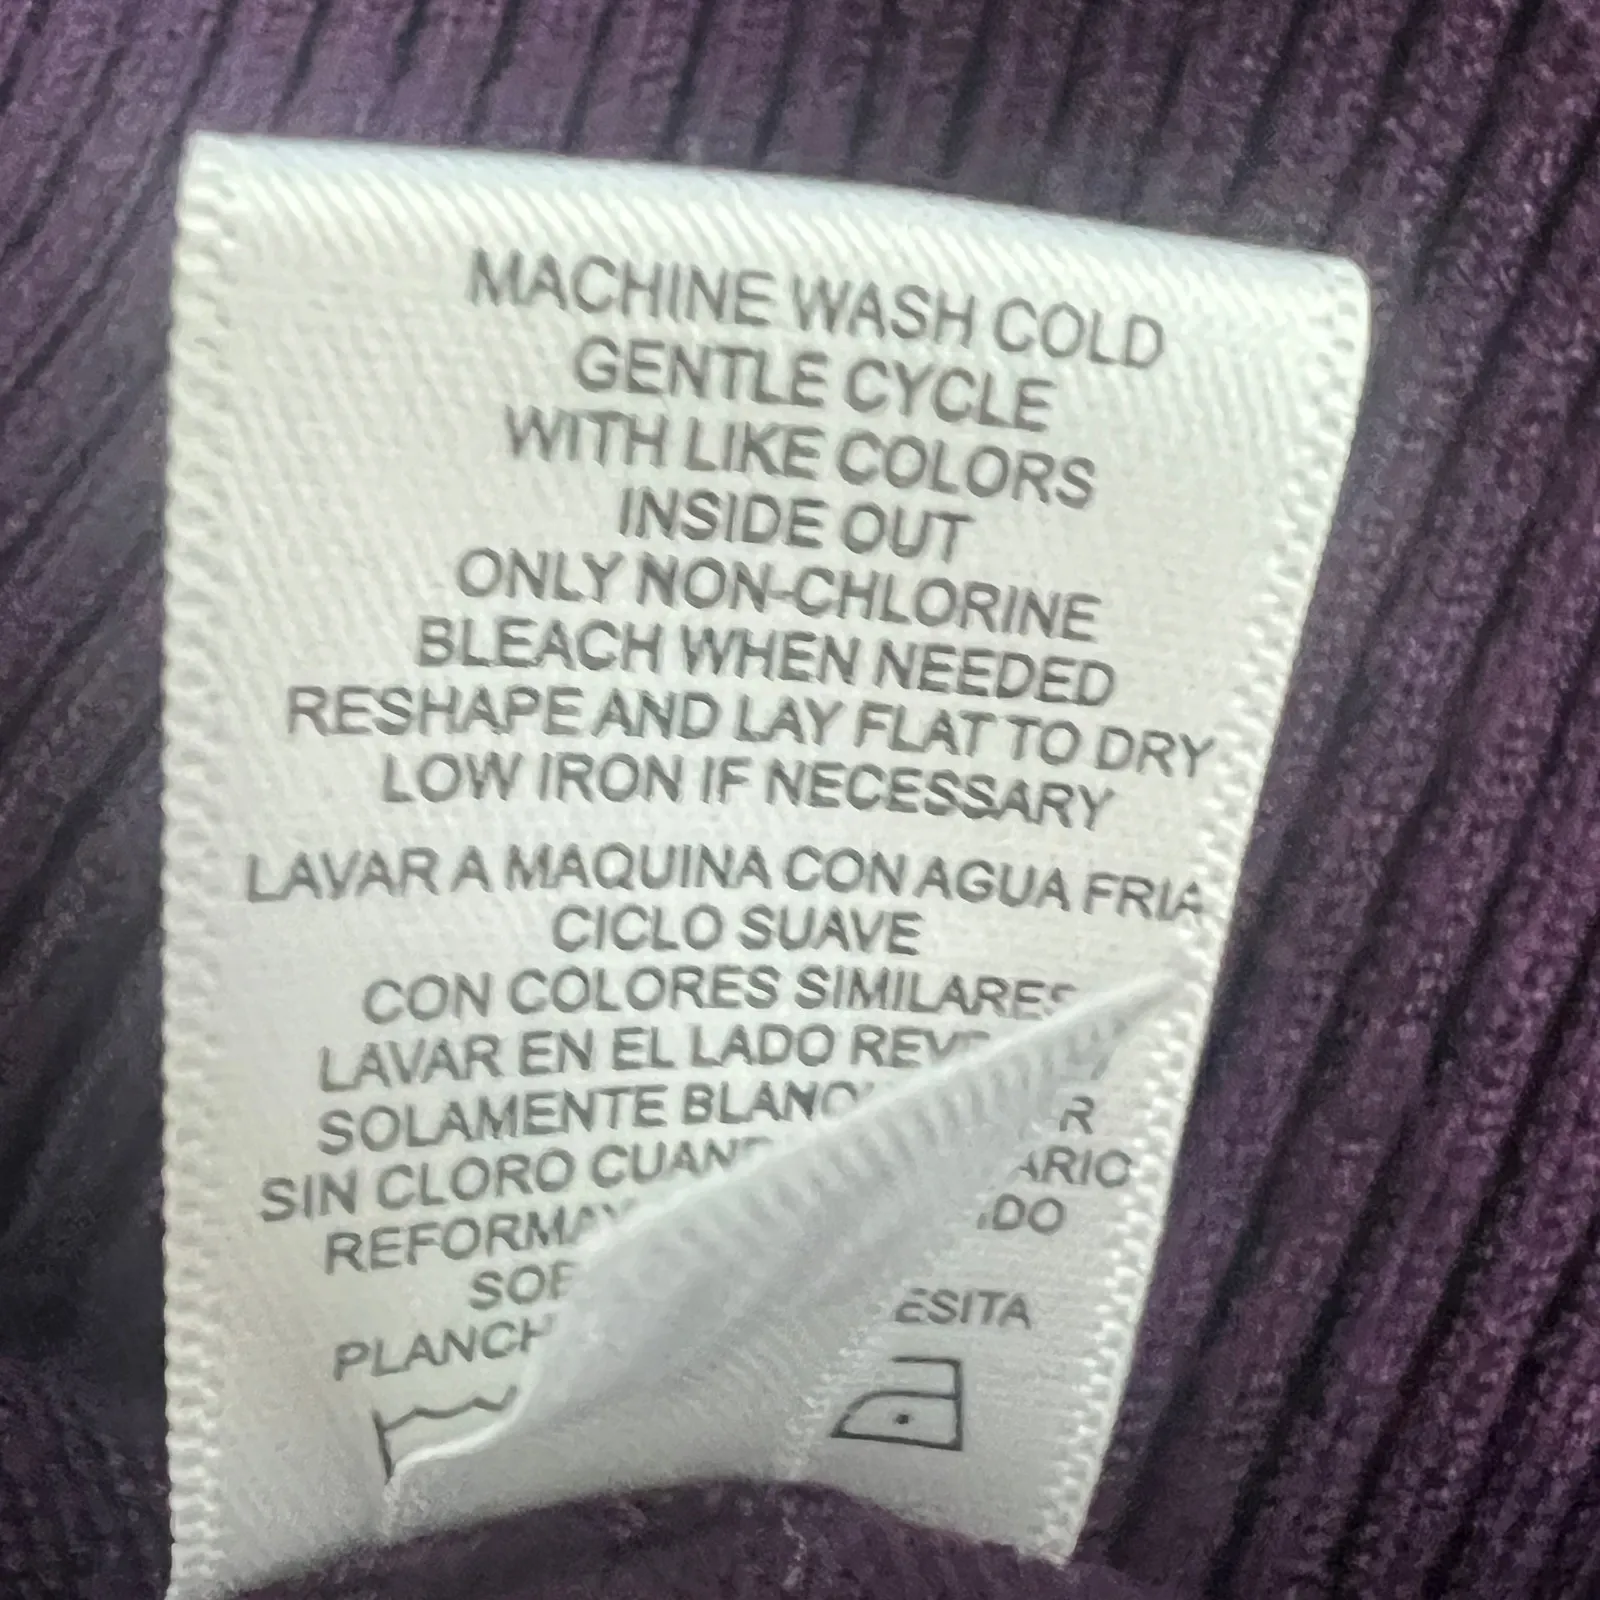 MACHINE WASH COLD
GENTLE CYCLE
WITH LIKE COLORS
INSIDE OUT
ONLY NON-CHLORINE
BLEACH WHEN NEEDED
RESHAPE AND LAY FLAT TO DRY
LOW IRON IF NECESSARY
LAVAR A MAQUINA CON AGUA FRIA
CICLO SUAVE
CON COLORES SIMILARES
LAVAR EN EL LADO
SOLAMENTE
SIN CLORO